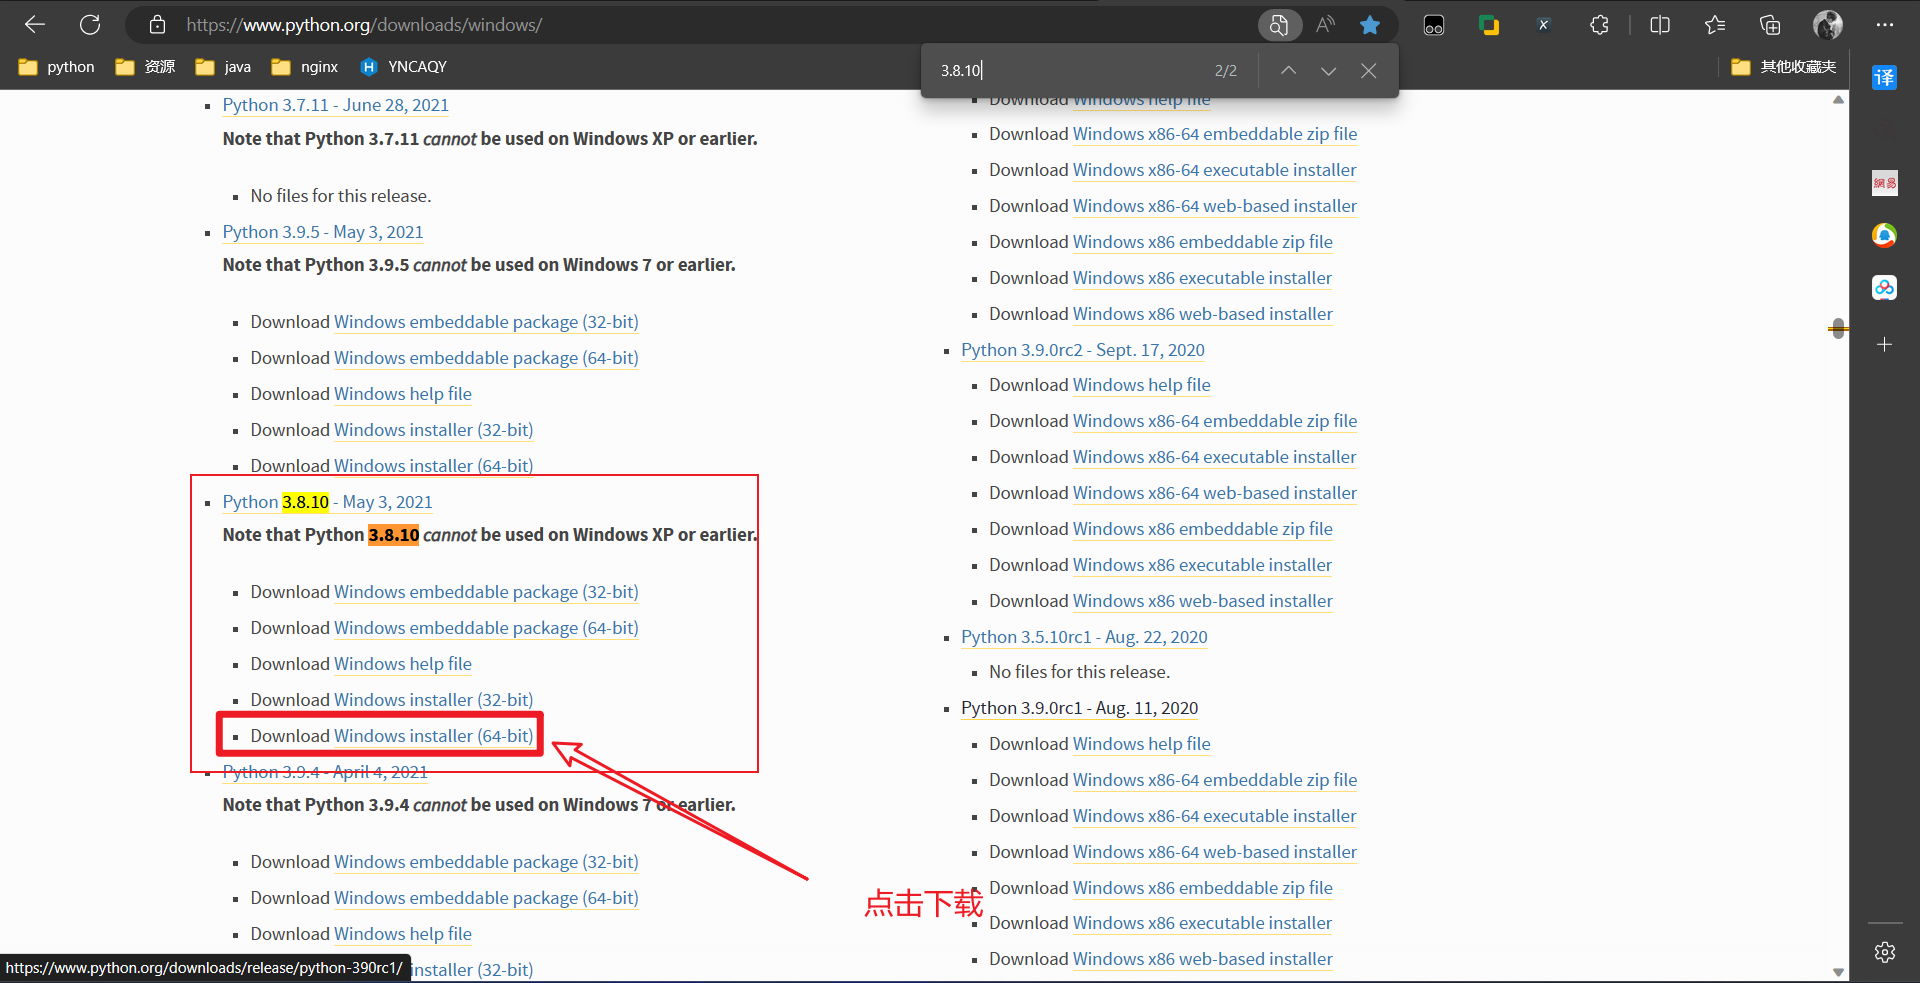 https://www.python.org/downloads/windows/
python
资源
java
nginx
YNCAQY
3.8.10
2/2
其他收藏夹
译
網易
Python 3.7.11 - June 28, 2021
Note that Python 3.7.11 cannot be used on Windows XP or earlier.
No files for this release.
Python 3.9.5 - May 3, 2021
Note that Python 3.9.5 cannot be used on Windows 7 or earlier.
Download Windows embeddable package (32-bit)
Download Windows embeddable package (64-bit)
Download Windows help file
Download Windows installer (32-bit)
Download Windows installer (64-bit)
Python 3.8.10 - May 3, 2021
Note that Python 3.8.10 cannot be used on Windows XP or earlier.
Download Windows embeddable package (32-bit)
Download Windows embeddable package (64-bit)
Download Windows help file
Download Windows installer (32-bit)
Download Windows installer (64-bit)
Python 3.9.4 - April 4, 2021
Note that Python 3.9.4 cannot be used on Windows 7 or earlier.
Download Windows embeddable package (32-bit)
Download Windows embeddable package (64-bit)
Download Windows help file
installer (32-bit)
https://www.python.org/downloads/release/python-390rc1/
点击下载
Download Windows help file
Download Windows x86-64 embeddable zip file
Download Windows x86-64 executable installer
Download Windows x86-64 web-based installer
Download Windows x86 embeddable zip file
Download Windows x86 executable installer
Download Windows x86 web-based installer
Python 3.9.0rc2 - Sept. 17, 2020
Download Windows help file
Download Windows x86-64 embeddable zip file
Download Windows x86-64 executable installer
Download Windows x86-64 web-based installer
Download Windows x86 embeddable zip file
Download Windows x86 executable installer
Download Windows x86 web-based installer
Python 3.5.10rc1 - Aug. 22, 2020
No files for this release.
Python 3.9.0rc1 - Aug. 11, 2020
Download Windows help file
Download Windows x86-64 embeddable zip file
Download Windows x86-64 executable installer
Download Windows x86-64 web-based installer
Download Windows x86 embeddable zip file
Download Windows x86 executable installer
Download Windows x86 web-based installer